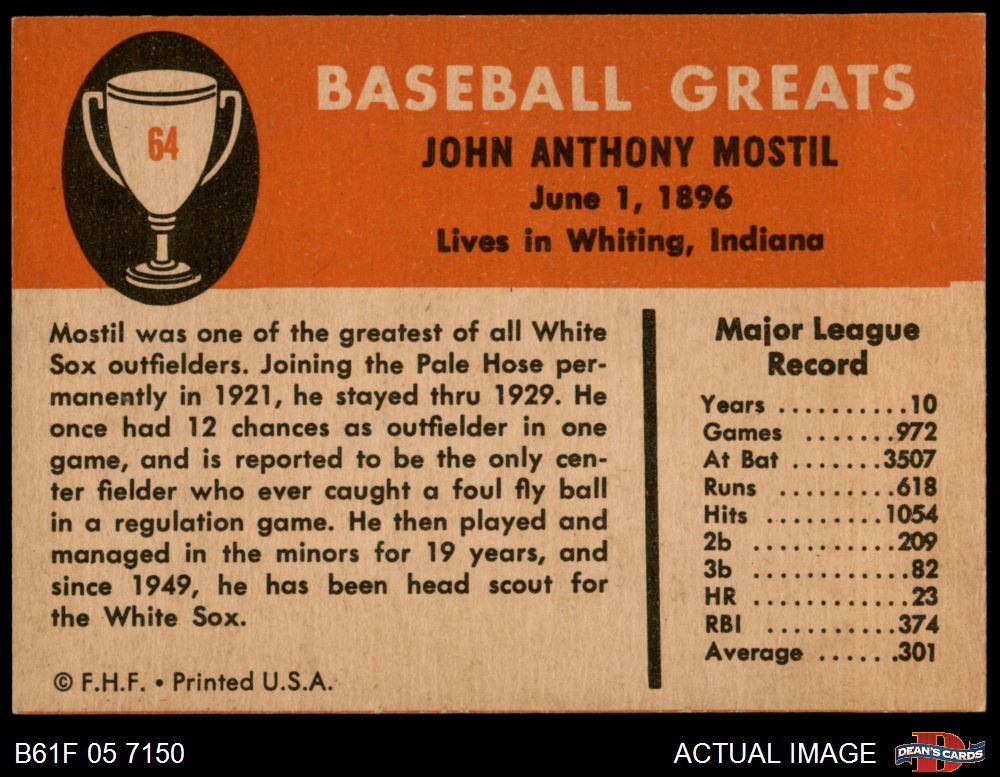 64
BASEBALL GREATS
JOHN ANTHONY MOSTIL
June 1, 1896
Lives in Whiting, Indiana
Mostil was one of the greatest of all White
Sox outfielders. Joining the Pale Hose per-
manently in 1921, he stayed thru 1929. He
once had 12 chances as outfielder in one
game, and is reported to be the only cen-
ter fielder who ever caught a foul fly ball
in a regulation game. He then played and
managed in the minors for 19 years, and
since 1949, he has been head scout for
the White Sox.
© F.H.F. • Printed U.S.A.
Major League
Record
Years ..........10
Games .......972
At Bat .......3507
Runs .........618
Hits .........1054
2b ...........209
3b ............82
HR ............23
RBI ..........374
Average ......301
B61F 05 7150
ACTUAL IMAGE
D
DEAN'S CARDS